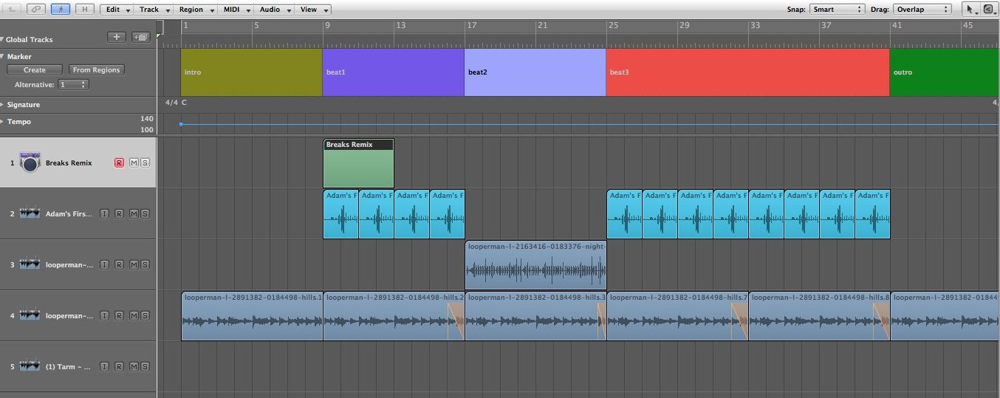 H Edit Track Region MIDI Audio View Snap: Smart Drag: Overlap
1 5 9 13 17 21 25 29 33 37 41 45
Global Tracks
Marker
Create From Regions
Alternative: 1
intro beat1 beat2 beat3 outro
Signature 4/4 C 4/
Tempo 140
100
Breaks Remix
1 Breaks Remix R M S
Adam's F Adam's F Adam's F Adam's F Adam's F Adam's F Adam's F Adam's F Adam's F Adam's F Adam's F Adam's F
2 Adam's Firs... I R M S
looperman-l-2163416-0183376-night-
3 looperman-... I R M S
looperman-l-2891382-0184498-hills.1 looperman-l-2891382-0184498-hills.2 looperman-l-2891382-0184498-hills.3 looperman-l-2891382-0184498-hills.7 looperman-l-2891382-0184498-hills.8 looperman-l-2891382-01844
4 looperman-... I R M S
5 (1) Tarm - ... I R M S